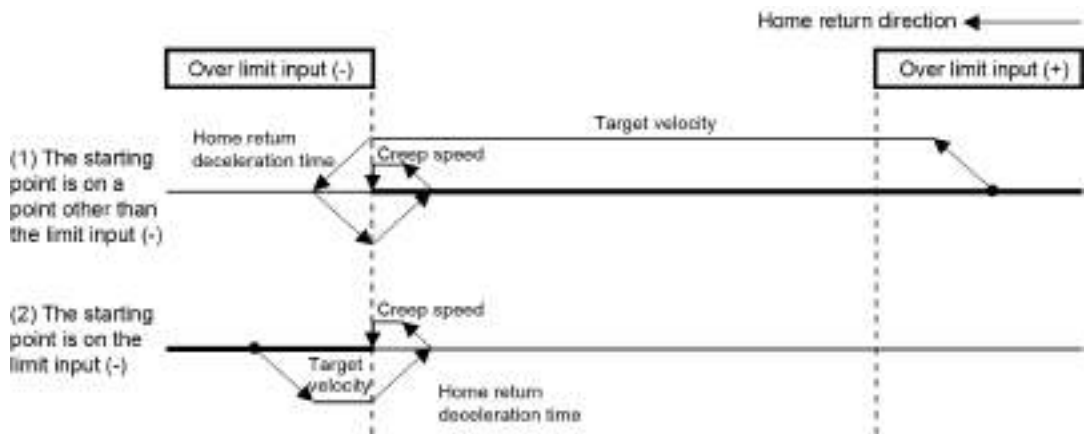 Home return direction
Over limit input (-)
Over limit input (+)
Target velocity
Home return
deceleration time
Creep speed
(1) The starting
point is on a
point other than
the limit input (-)
(2) The starting
point is on the
limit input (-)
Creep speed
Target
velocity
Home return
deceleration time